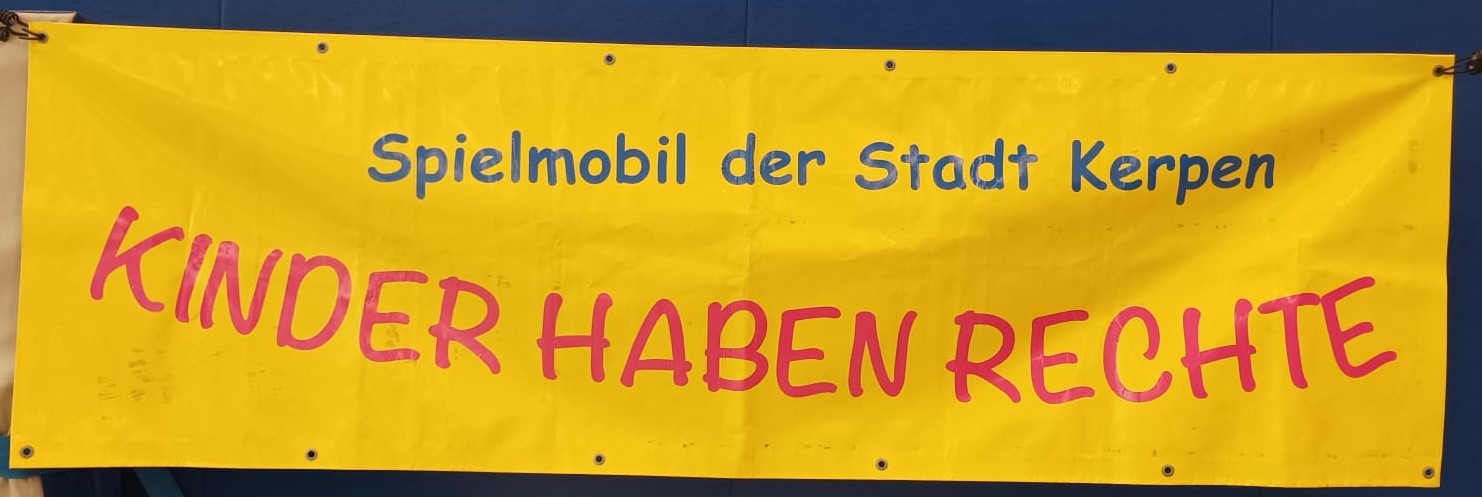 Spielmobil der Stadt Kerpen
KINDER HABEN RECHTE